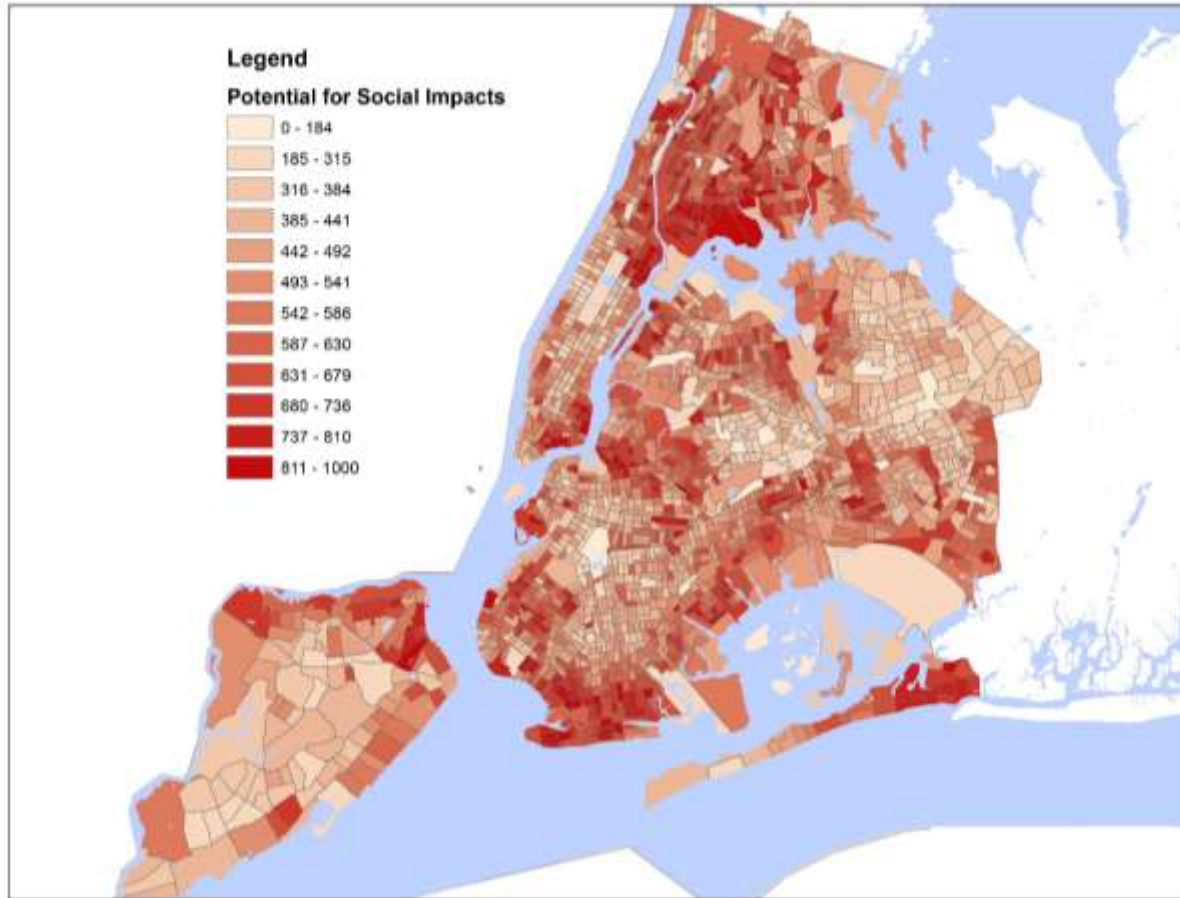 Legend
Potential for Social Impacts
0 - 184
185 - 315
316 - 384
385 - 441
442 - 492
493 - 541
542 - 586
587 - 630
631 - 679
680 - 736
737 - 810
811 - 1000